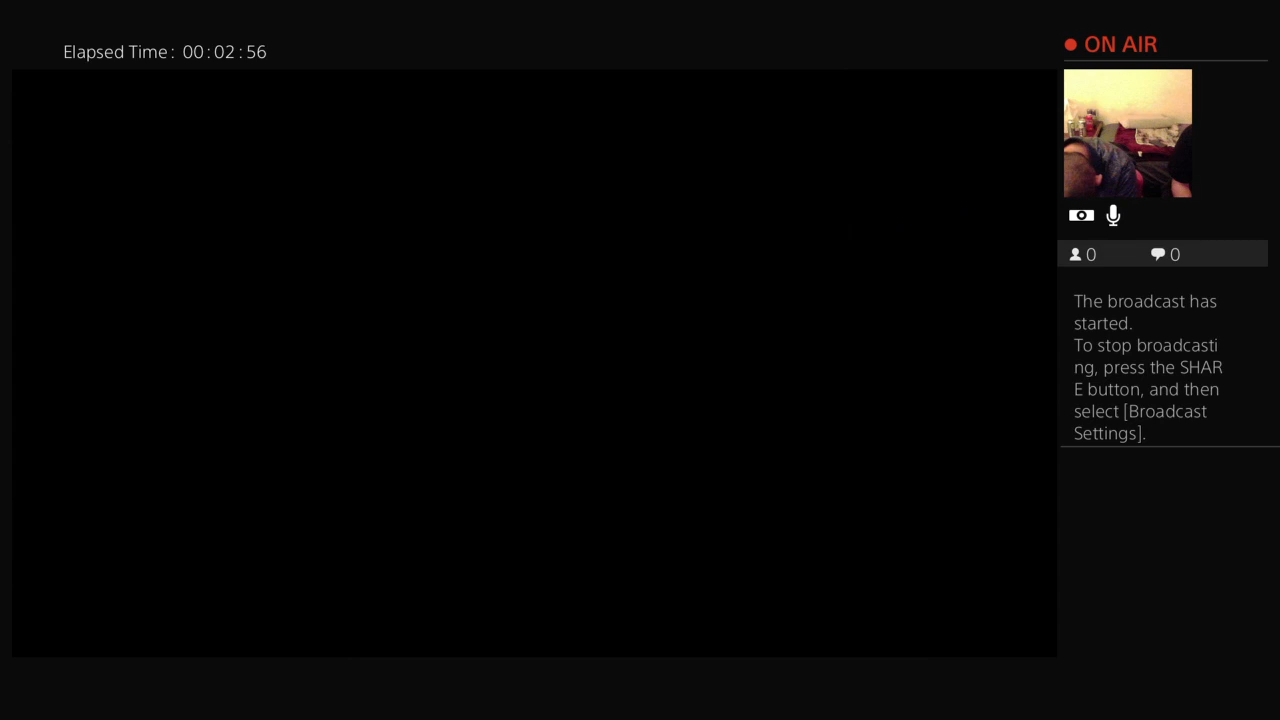 Elapsed Time: 00:02:56
ON AIR
0
0
The broadcast has
started.
To stop broadcasti
ng, press the SHAR
E button, and then
select [Broadcast
Settings].